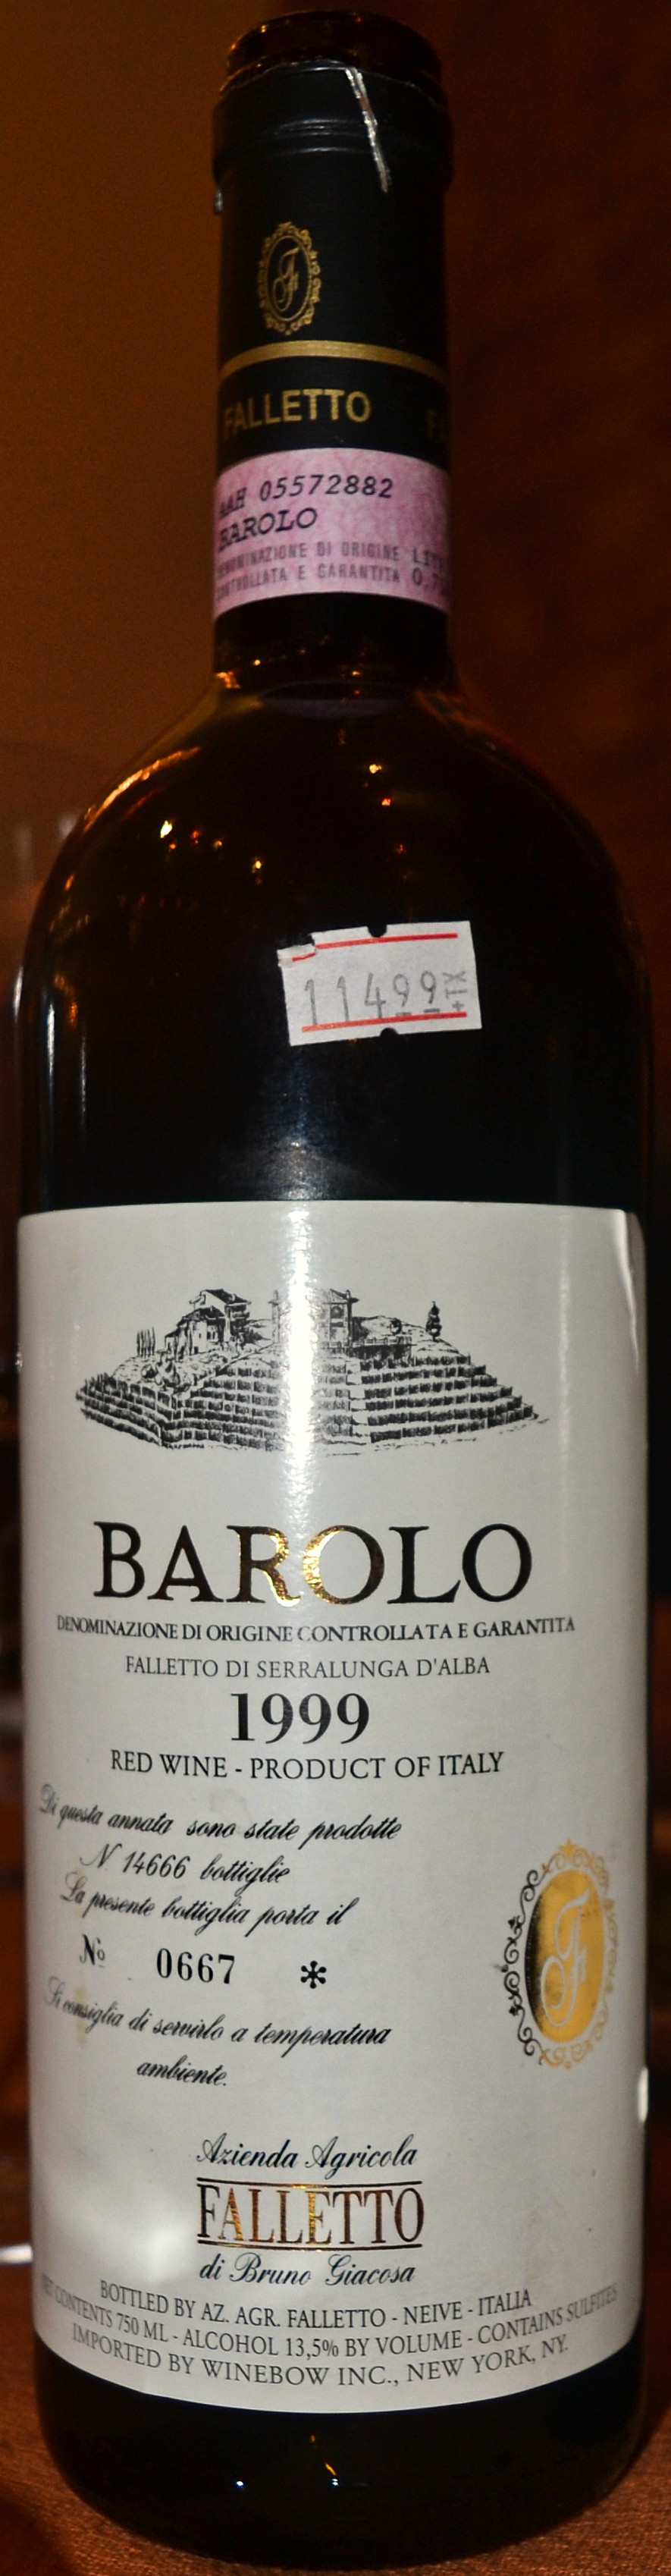 F
FALLETTO
05572882
BAROLO
DENOMINAZIONE DI ORIGINE
CONTROLLATA E GARANTITA
11499 +TX
BAROLO
DENOMINAZIONE DI ORIGINE CONTROLLATA E GARANTITA
FALLETTO DI SERRALUNGA D'ALBA
1999
RED WINE - PRODUCT OF ITALY
Di questa annata sono state prodotte
N 14666 bottiglie
La presente bottiglia porta il
Nº 0667 *
Si consiglia di servirlo a temperatura
ambiente.
F
Azienda Agricola
FALLETTO
di Bruno Giacosa
BOTTLED BY AZ. AGR. FALLETTO - NEIVE - ITALIA
NET CONTENTS 750 ML - ALCOHOL 13,5% BY VOLUME - CONTAINS SULFITES
IMPORTED BY WINEBOW INC., NEW YORK, NY.